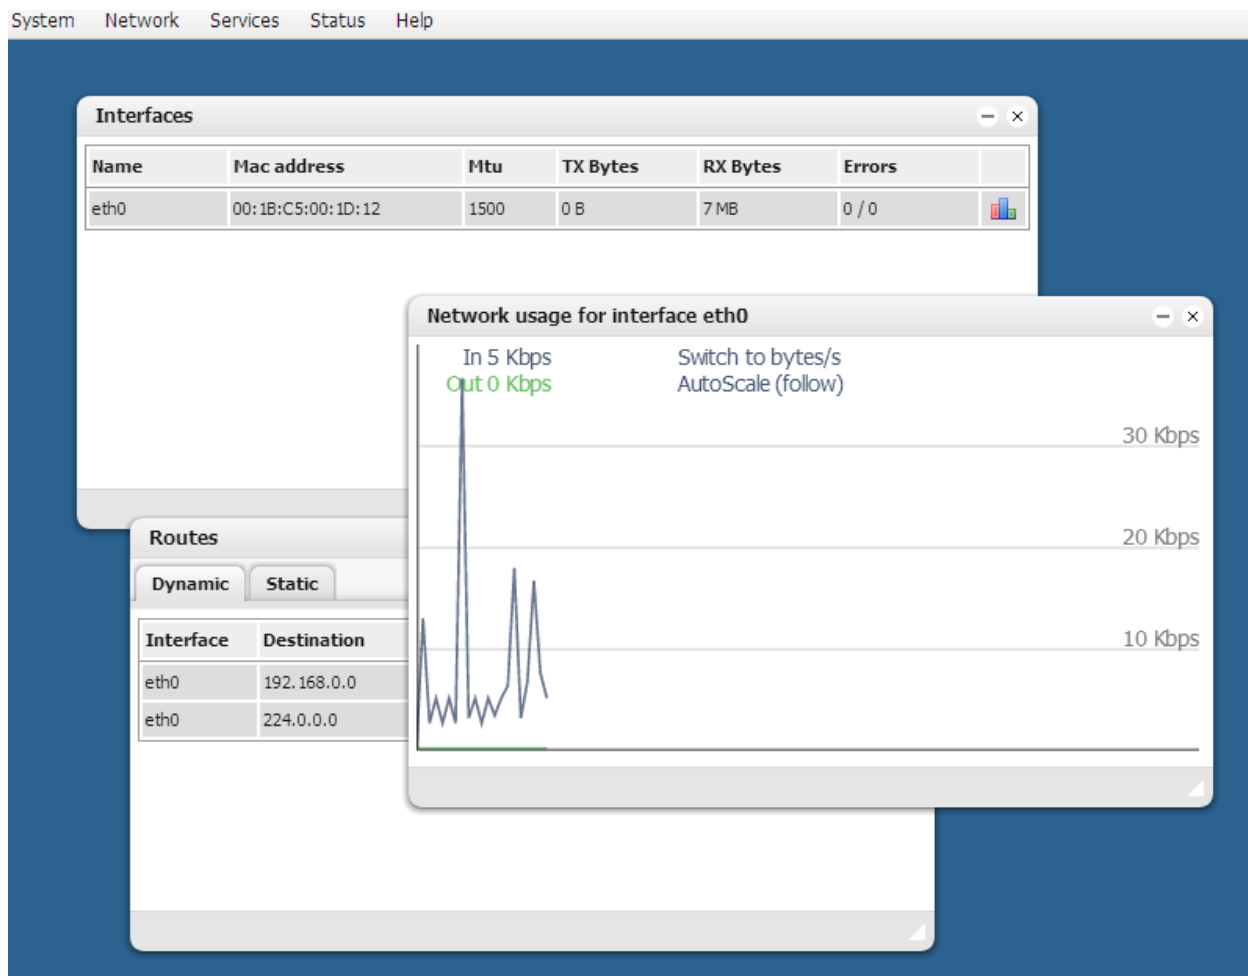 System Network Services Status Help
Interfaces
Name Mac address Mtu TX Bytes RX Bytes Errors
eth0 00:1B:C5:00:1D:12 1500 0 B 7 MB 0 / 0
Network usage for interface eth0
In 5 Kbps Switch to bytes/s
Out 0 Kbps AutoScale (follow)
30 Kbps
20 Kbps
10 Kbps
Routes
Dynamic Static
Interface Destination
eth0 192.168.0.0
eth0 224.0.0.0